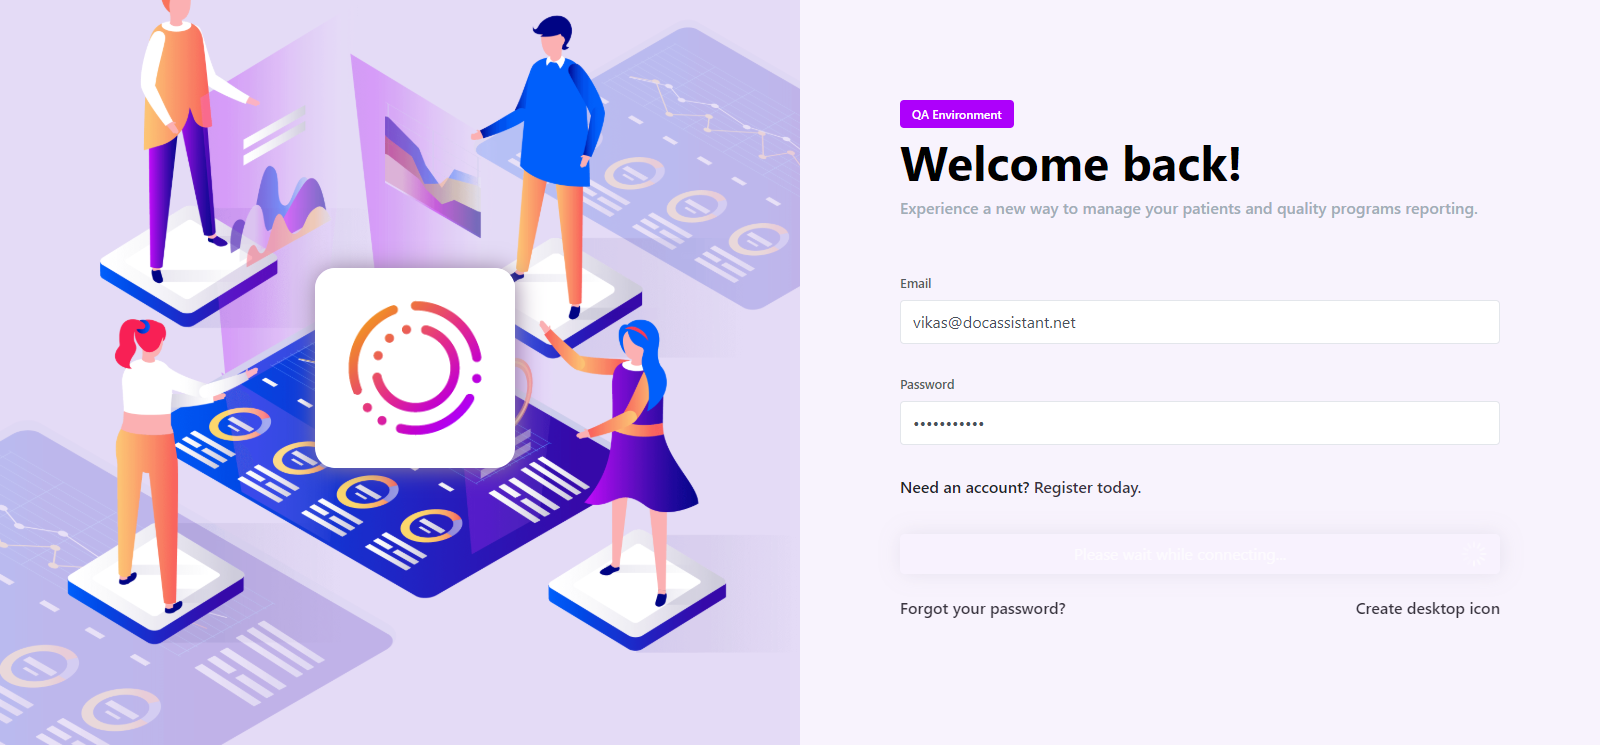 QA Environment
Welcome back!
Experience a new way to manage your patients and quality programs reporting.
Email
vikas@docassistant.net
Password
•••••••••••
Need an account? Register today.
Please wait while connecting...
Forgot your password?
Create desktop icon